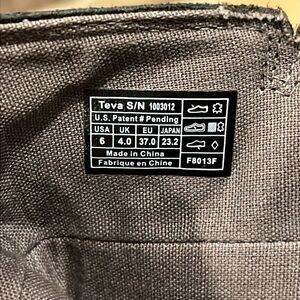 Teva S/N 1003012
U.S. Patent # Pending
USA UK EU JAPAN
6 4.0 37.0 23.2
Made in China
Fabrique en Chine
F8013F